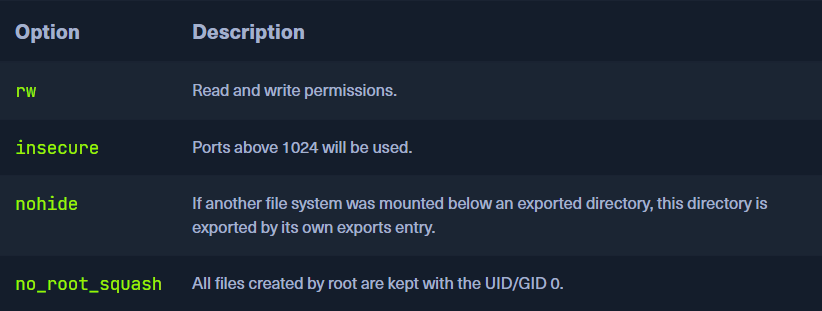 Option Description
rw Read and write permissions.
insecure Ports above 1024 will be used.
nohide If another file system was mounted below an exported directory, this directory is
exported by its own exports entry.
no_root_squash All files created by root are kept with the UID/GID 0.